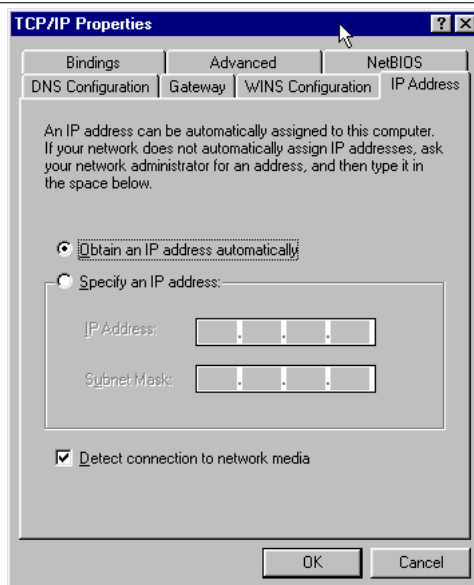 TCP/IP Properties
Bindings Advanced NetBIOS
DNS Configuration Gateway WINS Configuration IP Address
An IP address can be automatically assigned to this computer.
If your network does not automatically assign IP addresses, ask
your network administrator for an address, and then type it in
the space below.
Obtain an IP address automatically
Specify an IP address:
IP Address:
Subnet Mask:
Detect connection to network media
OK Cancel